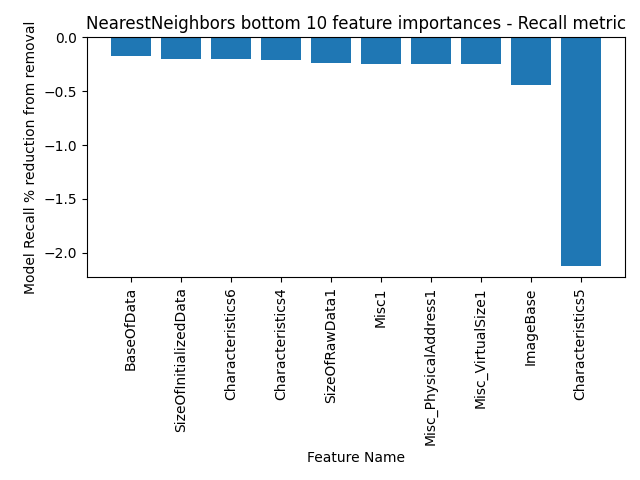 NearestNeighbors bottom 10 feature importances - Recall metric
Model Recall % reduction from removal
0.0
−0.5
−1.0
−1.5
−2.0
BaseOfData
SizeOfInitializedData
Characteristics6
Characteristics4
SizeOfRawData1
Misc1
Misc_PhysicalAddress1
Misc_VirtualSize1
ImageBase
Characteristics5
Feature Name